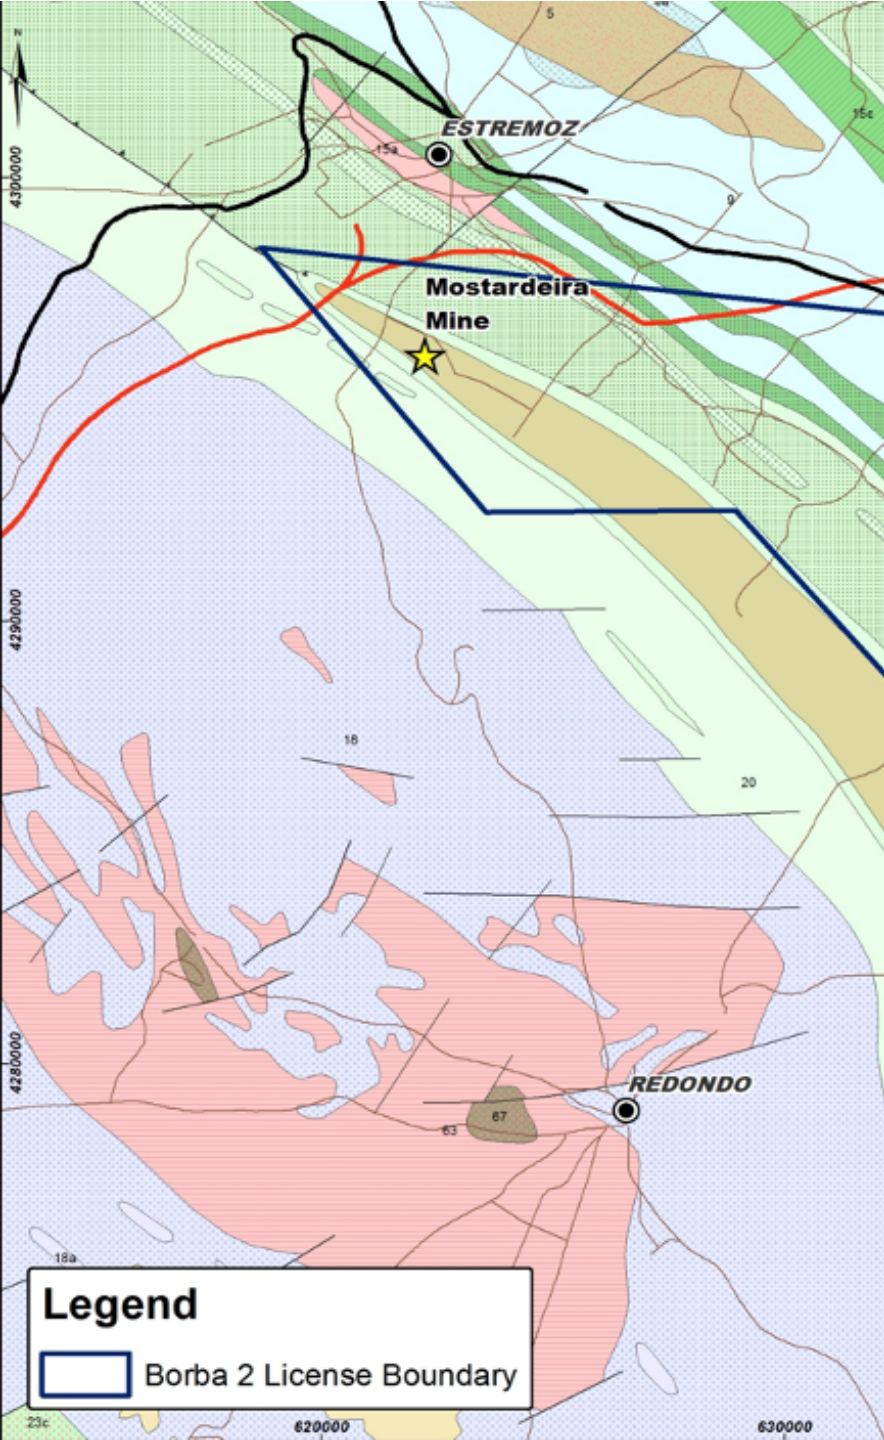 N
5
15c
ESTREMOZ
15a
4300000
9
Mostardeira
Mine
4290000
18
20
4280000
REDONDO
67
63
18a
Legend
Borba 2 License Boundary
23c
620000
630000